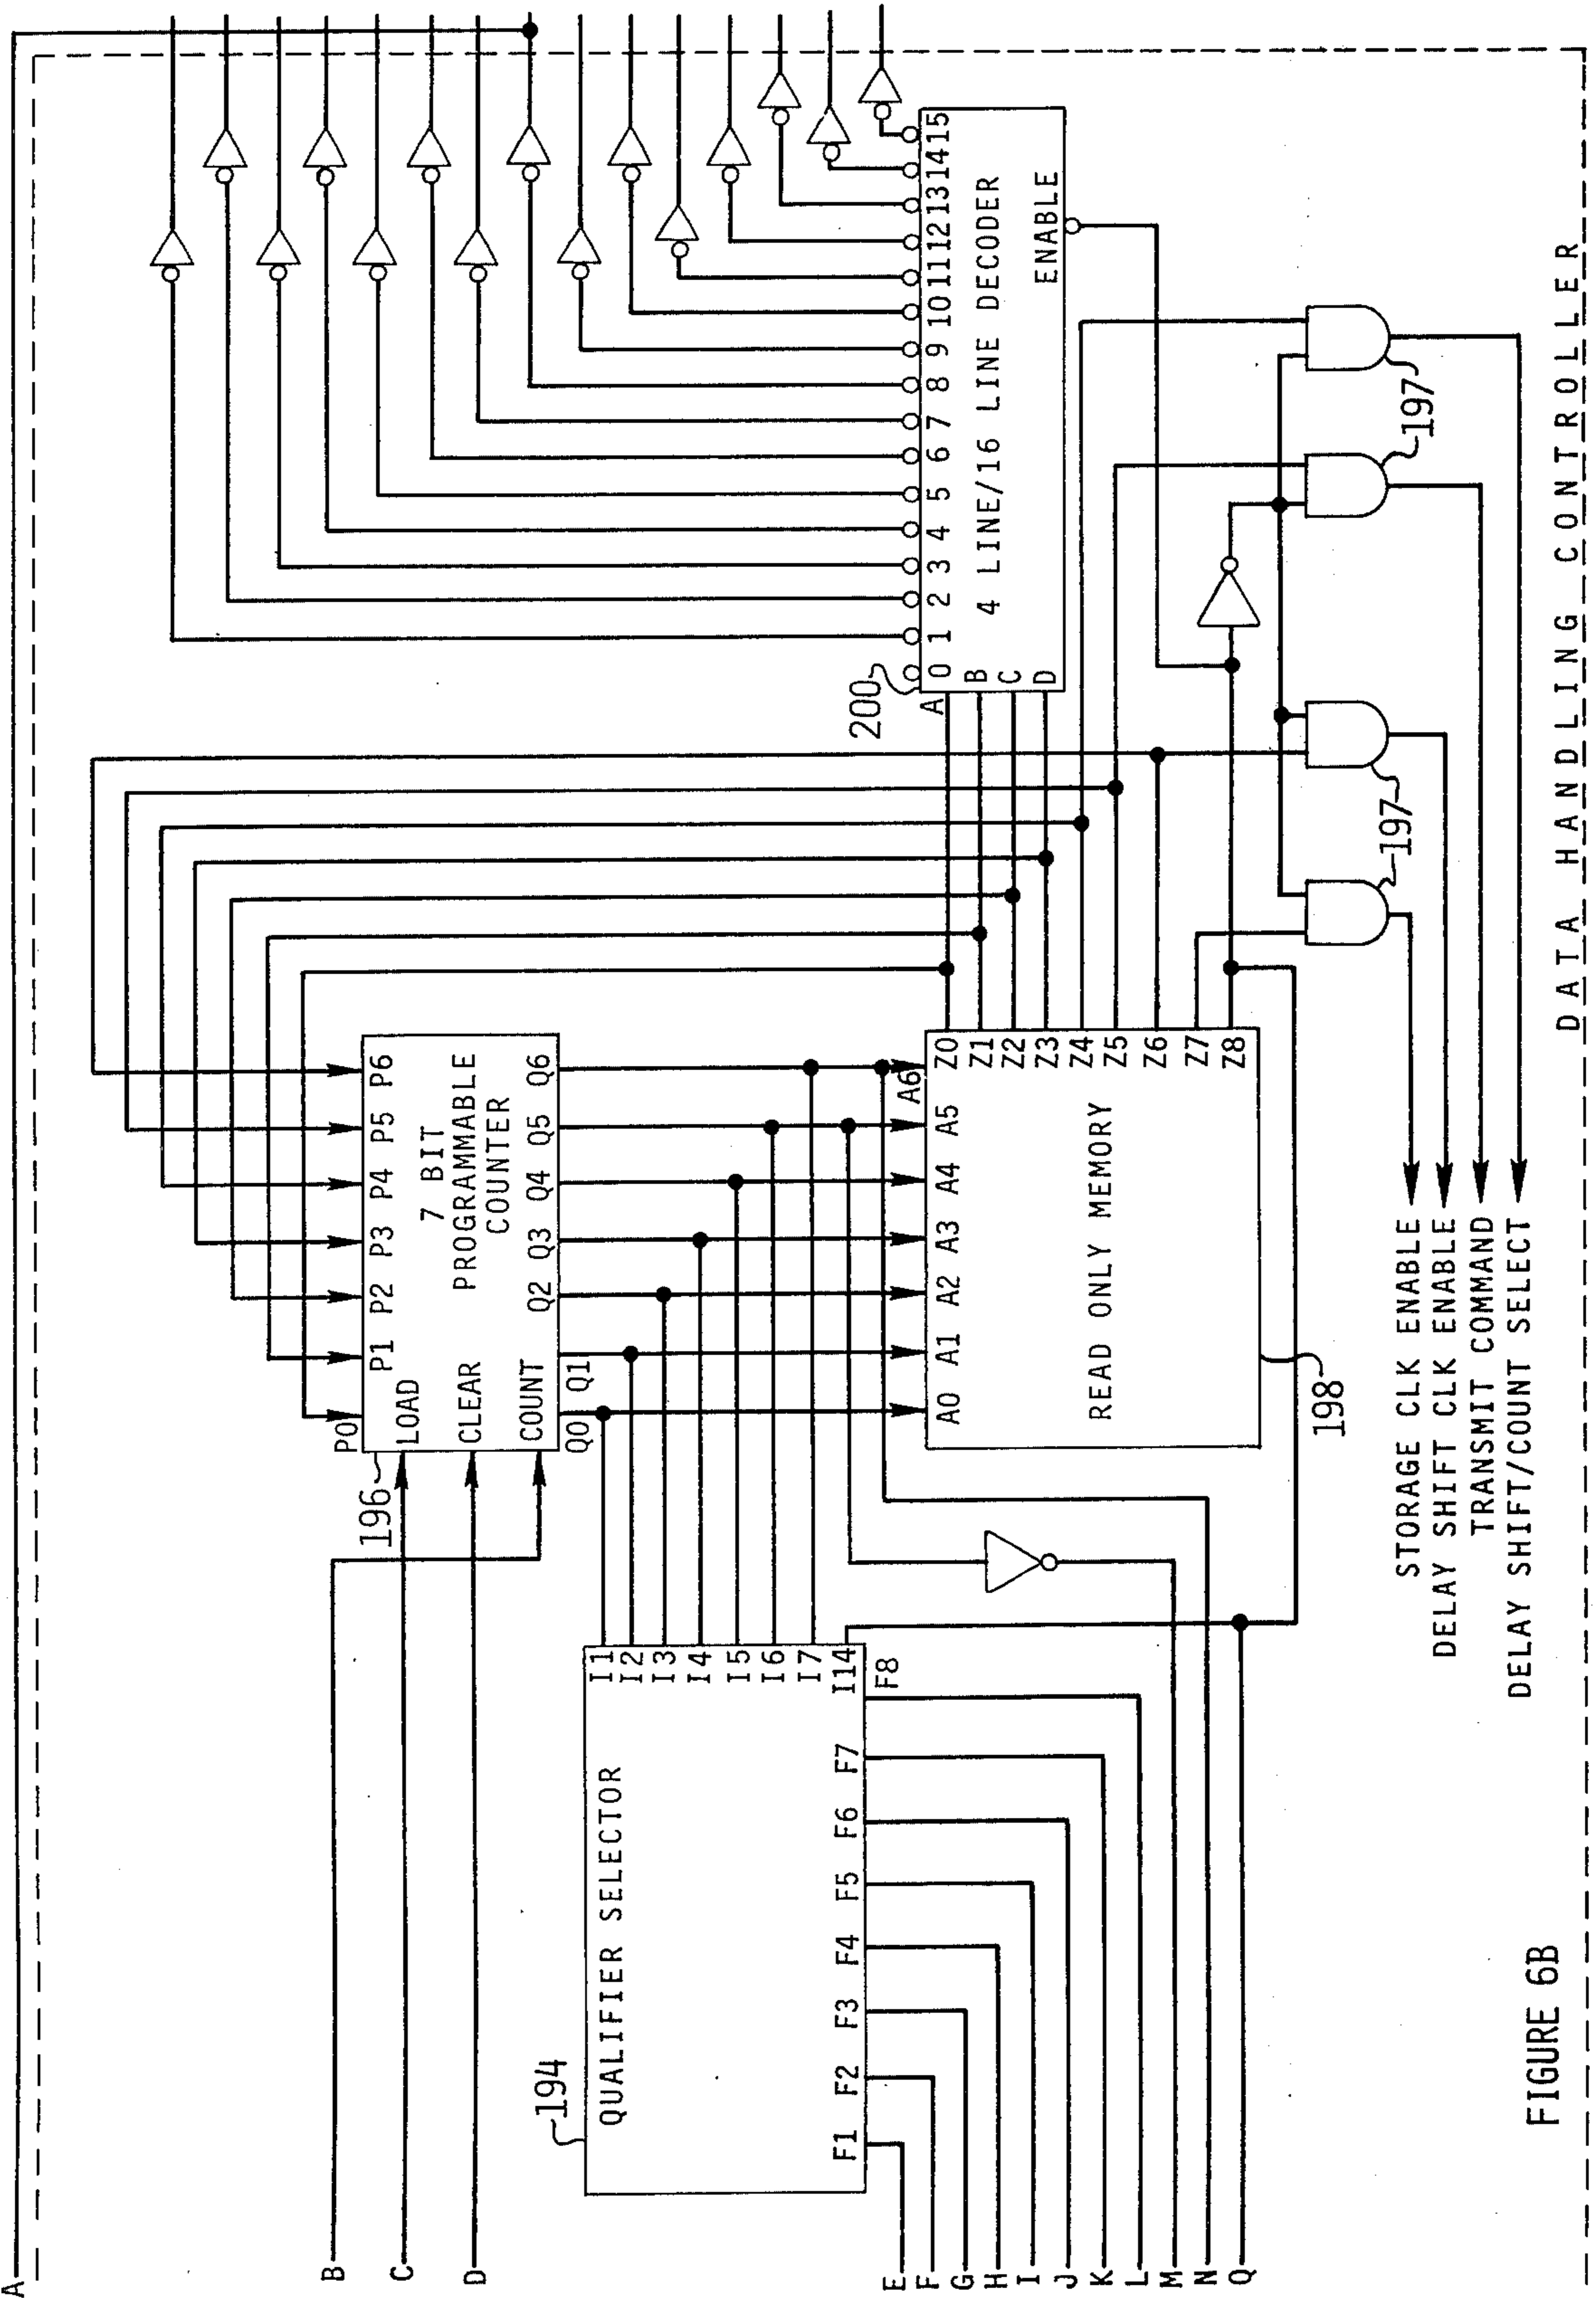 A
B
C
D
E
F
G
H
I
J
K
L
M
N
Q
194
QUALIFIER SELECTOR
I1
I2
I3
I4
I5
I6
I7
I14
F1 F2 F3 F4 F5 F6 F7 F8
196
P0 P1 P2 P3 P4 P5 P6
LOAD
CLEAR
COUNT
7 BIT
PROGRAMMABLE
COUNTER
Q0 Q1 Q2 Q3 Q4 Q5 Q6
A0 A1 A2 A3 A4 A5 A6
READ ONLY MEMORY
Z0
Z1
Z2
Z3
Z4
Z5
Z6
Z7
Z8
198
200
0 1 2 3 4 5 6 7 8 9 10 11 12 13 14 15
A
B
C
D
4 LINE/16 LINE DECODER
ENABLE
197
197
197
STORAGE CLK ENABLE
DELAY SHIFT CLK ENABLE
TRANSMIT COMMAND
DELAY SHIFT/COUNT SELECT
DATA HANDLING CONTROLLER
FIGURE 6B